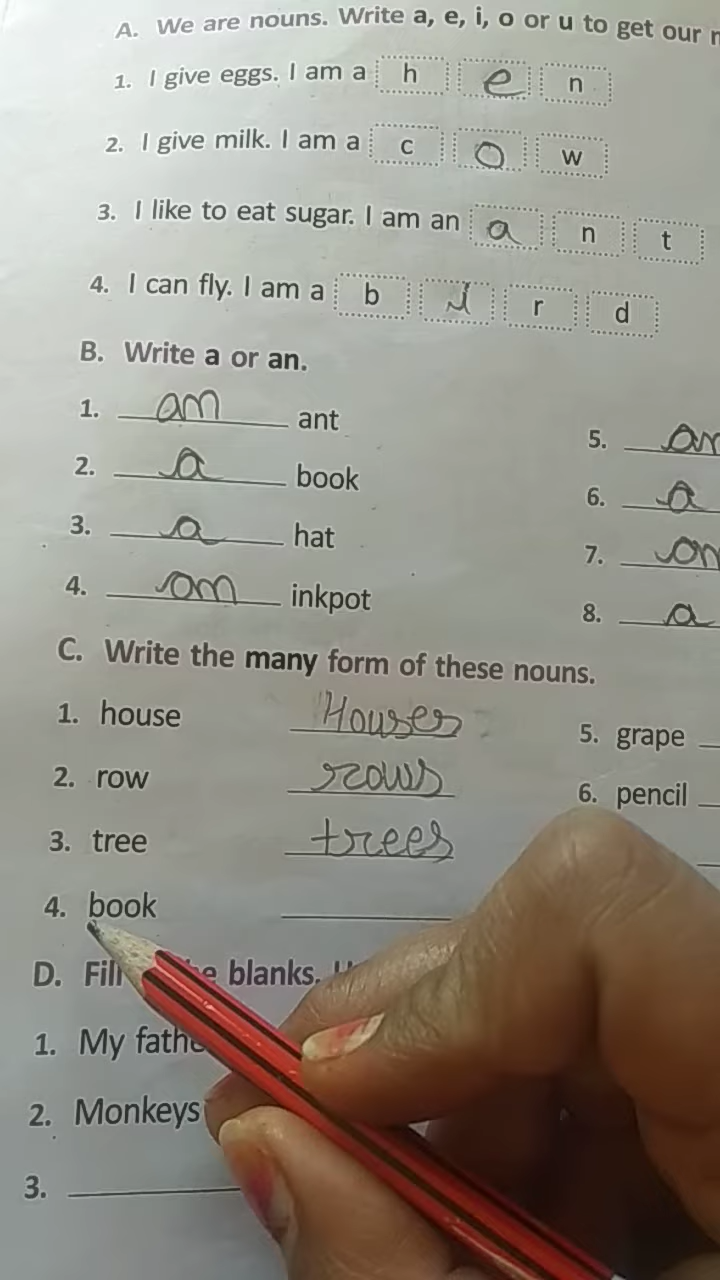 A. We are nouns. Write a, e, i, o or u to get our
1. I give eggs. I am a h e n
2. I give milk. I am a c o w
3. I like to eat sugar. I am an a n t
4. I can fly. I am a b i r d
B. Write a or an.
1. an ant
2. a book
3. a hat
4. an inkpot
5. an
6. a
7. an
8. a
C. Write the many form of these nouns.
1. house Houses
2. row rows
3. tree trees
4. book
5. grape
6. pencil
D. Fill blanks.
1. My
2. Monkeys
3.